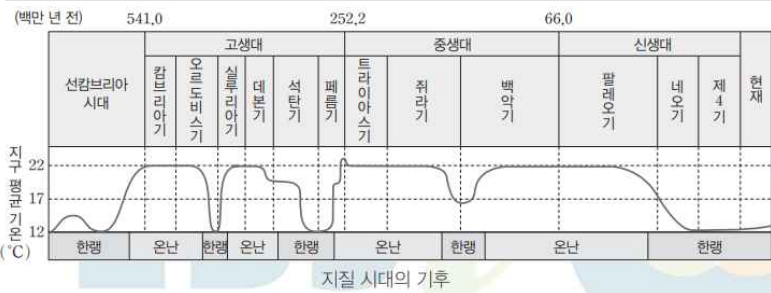 (백만 년 전) 541.0 252.2 66.0
고생대 중생대 신생대
선캄브리아 시대 캄브리아기 오르도비스기 실루리아기 데본기 석탄기 페름기 트라이아스기 쥐라기 백악기 팔레오기 네오기 제4기 현재
지구 평균 기온 (℃)
22
17
12
한랭 온난 한랭 온난 한랭 온난 한랭 온난 한랭
지질 시대의 기후